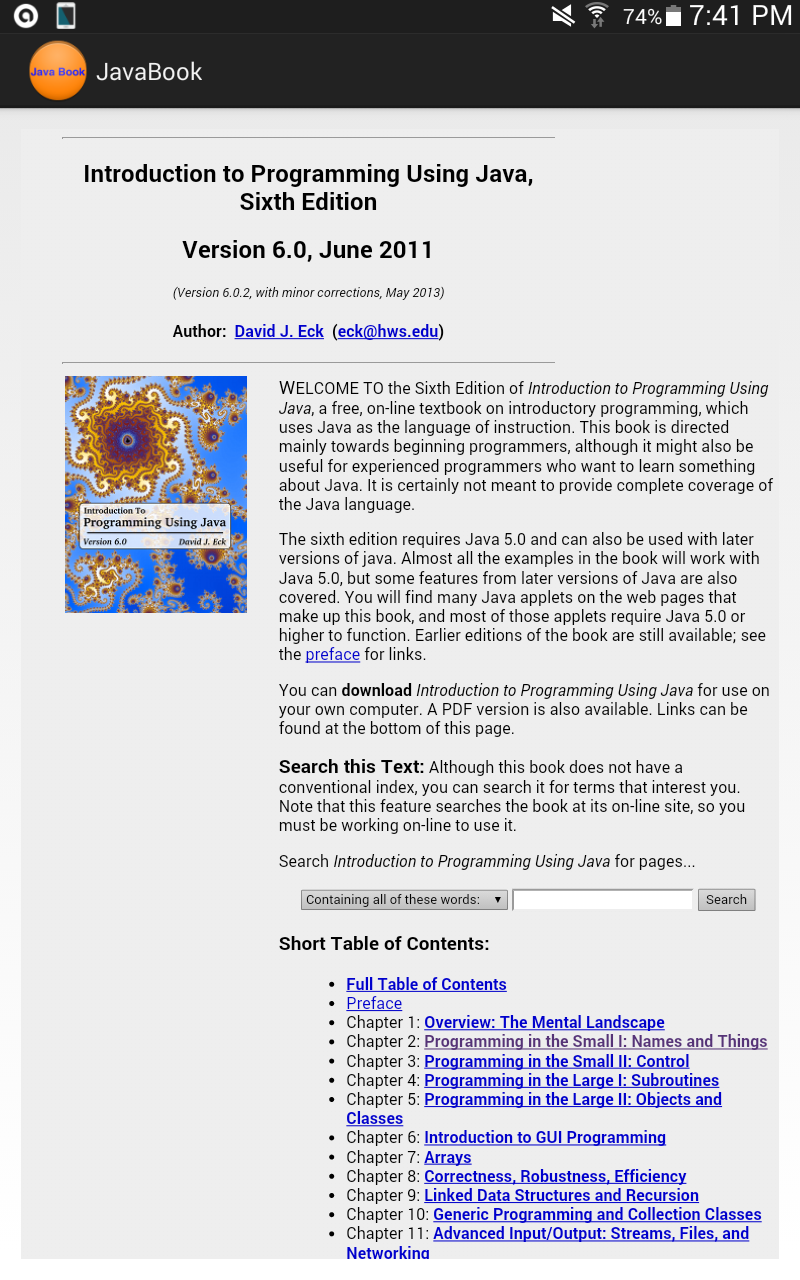 74% 7:41 PM
Java Book JavaBook
Introduction to Programming Using Java,
Sixth Edition
Version 6.0, June 2011
(Version 6.0.2, with minor corrections, May 2013)
Author: David J. Eck (eck@hws.edu)
Introduction To
Programming Using Java
Version 6.0 David J. Eck
WELCOME TO the Sixth Edition of Introduction to Programming Using
Java, a free, on-line textbook on introductory programming, which
uses Java as the language of instruction. This book is directed
mainly towards beginning programmers, although it might also be
useful for experienced programmers who want to learn something
about Java. It is certainly not meant to provide complete coverage of
the Java language.
The sixth edition requires Java 5.0 and can also be used with later
versions of java. Almost all the examples in the book will work with
Java 5.0, but some features from later versions of Java are also
covered. You will find many Java applets on the web pages that
make up this book, and most of those applets require Java 5.0 or
higher to function. Earlier editions of the book are still available; see
the preface for links.
You can download Introduction to Programming Using Java for use on
your own computer. A PDF version is also available. Links can be
found at the bottom of this page.
Search this Text: Although this book does not have a
conventional index, you can search it for terms that interest you.
Note that this feature searches the book at its on-line site, so you
must be working on-line to use it.
Search Introduction to Programming Using Java for pages...
Containing all of these words: Search
Short Table of Contents:
Full Table of Contents
Preface
Chapter 1: Overview: The Mental Landscape
Chapter 2: Programming in the Small I: Names and Things
Chapter 3: Programming in the Small II: Control
Chapter 4: Programming in the Large I: Subroutines
Chapter 5: Programming in the Large II: Objects and
Classes
Chapter 6: Introduction to GUI Programming
Chapter 7: Arrays
Chapter 8: Correctness, Robustness, Efficiency
Chapter 9: Linked Data Structures and Recursion
Chapter 10: Generic Programming and Collection Classes
Chapter 11: Advanced Input/Output: Streams, Files, and
Networking